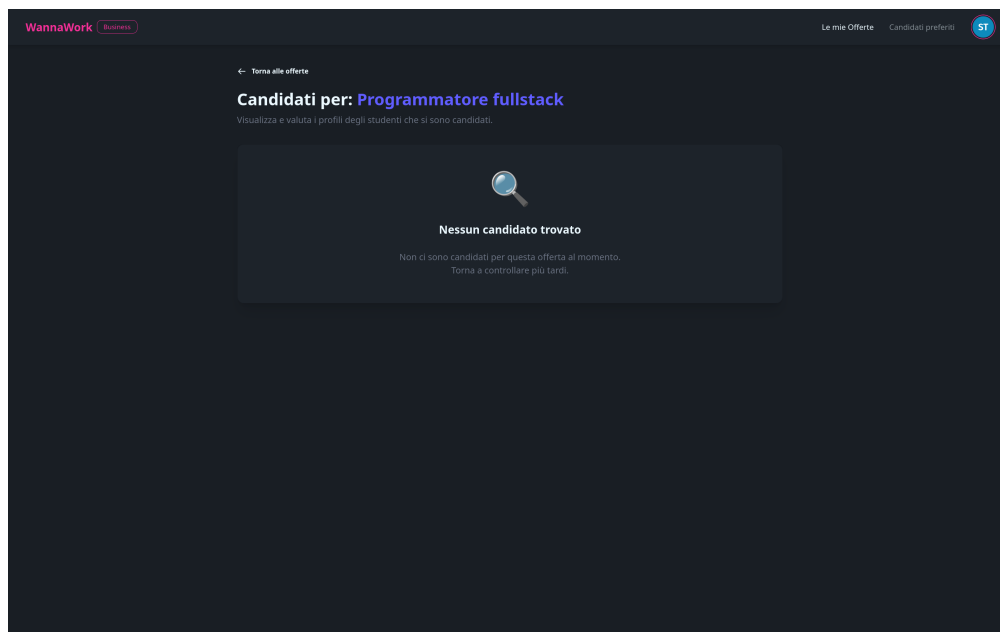 WannaWork Business Le mie Offerte Candidati preferiti ST
← Torna alle offerte
Candidati per: Programmatore fullstack
Visualizza e valuta i profili degli studenti che si sono candidati.
Nessun candidato trovato
Non ci sono candidati per questa offerta al momento.
Torna a controllare più tardi.